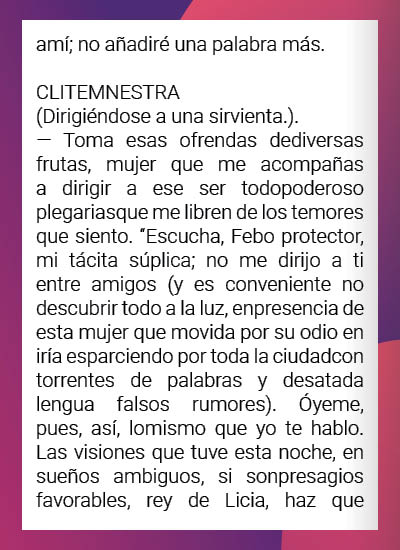 amí; no añadiré una palabra más.
CLITEMNESTRA
(Dirigiéndose a una sirvienta.).
— Toma esas ofrendas dediversas
frutas, mujer que me acompañas
a dirigir a ese ser todopoderoso
plegariasque me libren de los temores
que siento. “Escucha, Febo protector,
mi tácita súplica; no me dirijo a ti
entre amigos (y es conveniente no
descubrir todo a la luz, enpresencia de
esta mujer que movida por su odio en
iría esparciendo por toda la ciudadcon
torrentes de palabras y desatada
lengua falsos rumores). Óyeme,
pues, así, lomismo que yo te hablo.
Las visiones que tuve esta noche, en
sueños ambiguos, si sonpresagios
favorables, rey de Licia, haz que